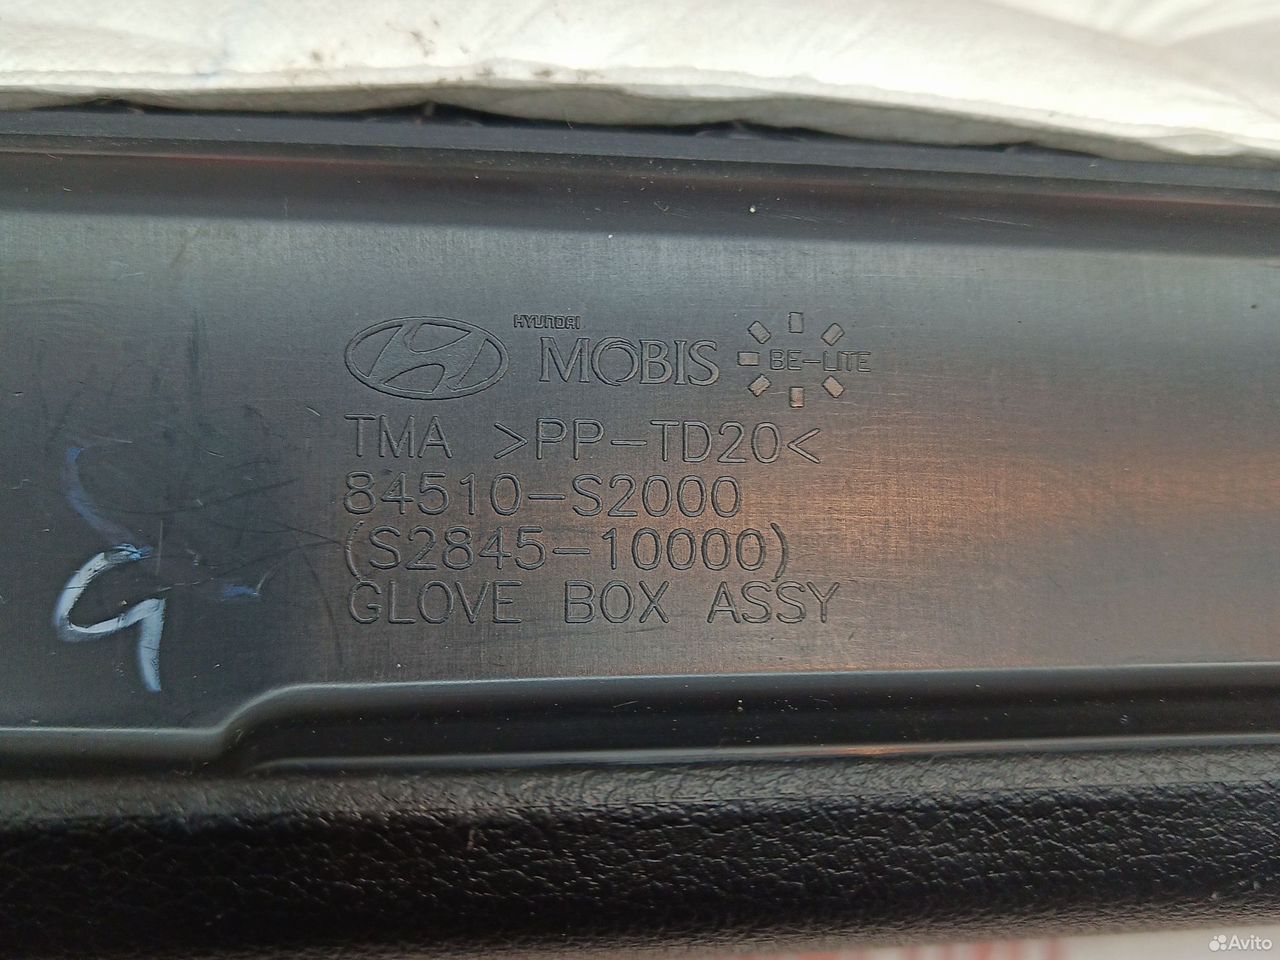 HYUNDAI
MOBIS BE-LITE
TMA >PP-TD20<
84510-S2000
(S2845-10000)
GLOVE BOX ASSY
Avito